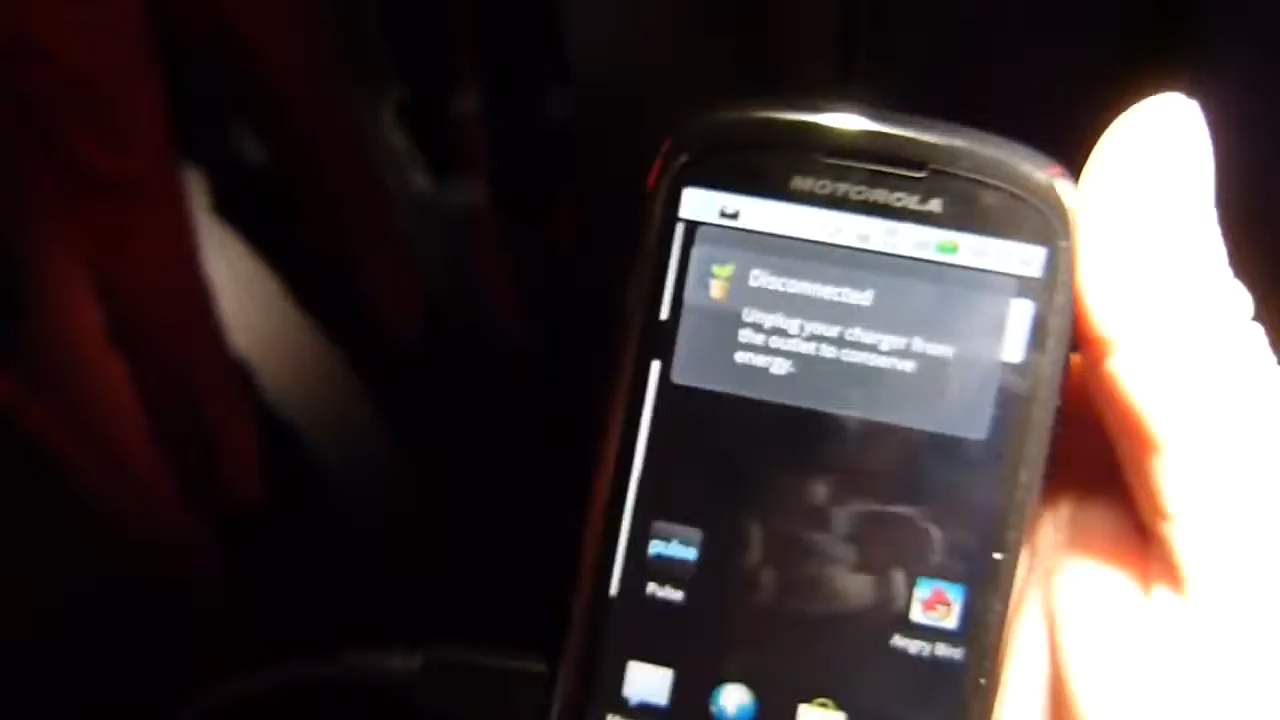 MOTOROLA
Disconnected
Unplug your charger from
the outlet to conserve
energy.
pulse
Pulse
Angry Bird